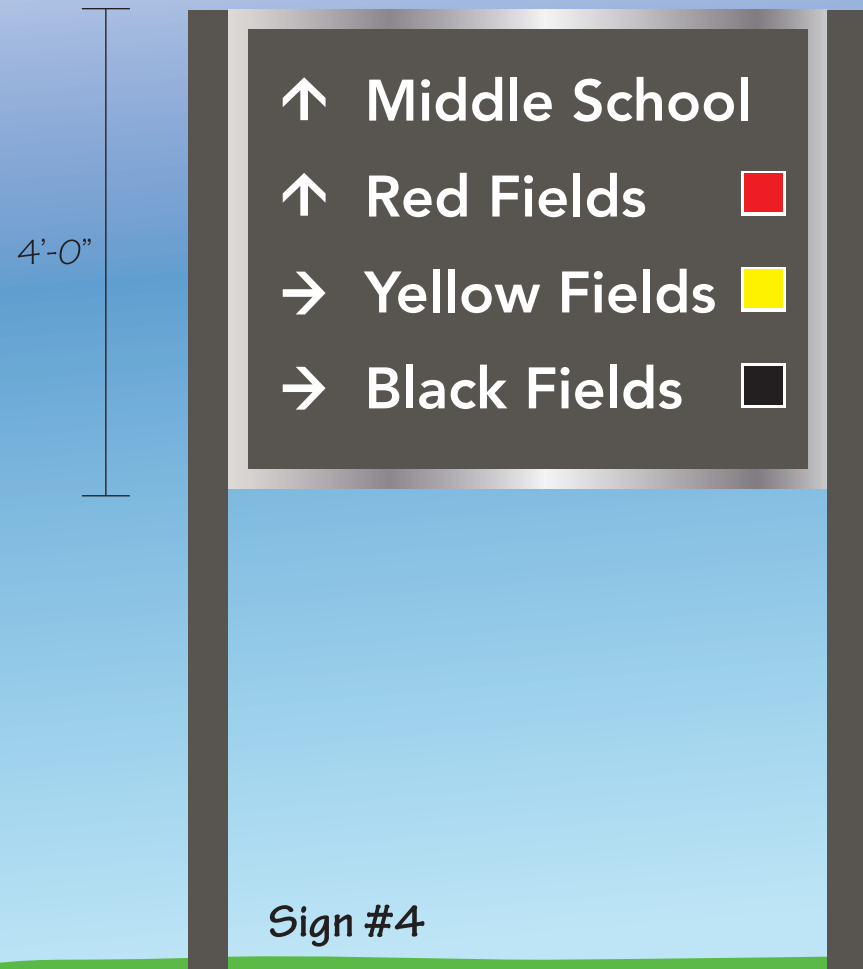 ↑ Middle School
↑ Red Fields
→ Yellow Fields
→ Black Fields
4'-0"
Sign #4